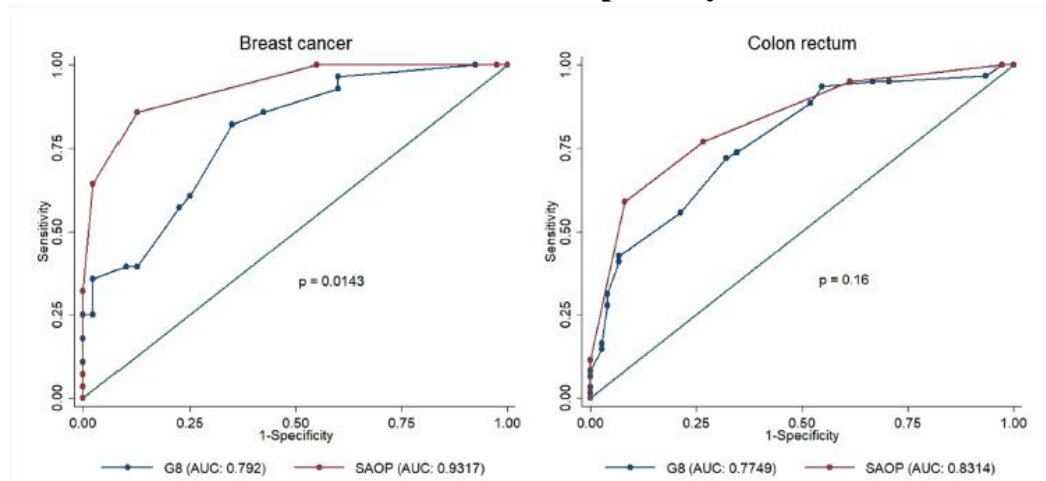 Breast cancer
1.00
0.75
0.50
0.25
0.00
Sensitivity
p = 0.0143
0.00 0.25 0.50 0.75 1.00
1-Specificity
G8 (AUC: 0.792) SAOP (AUC: 0.9317)
Colon rectum
1.00
0.75
0.50
0.25
0.00
Sensitivity
p = 0.16
0.00 0.25 0.50 0.75 1.00
1-Specificity
G8 (AUC: 0.7749) SAOP (AUC: 0.8314)